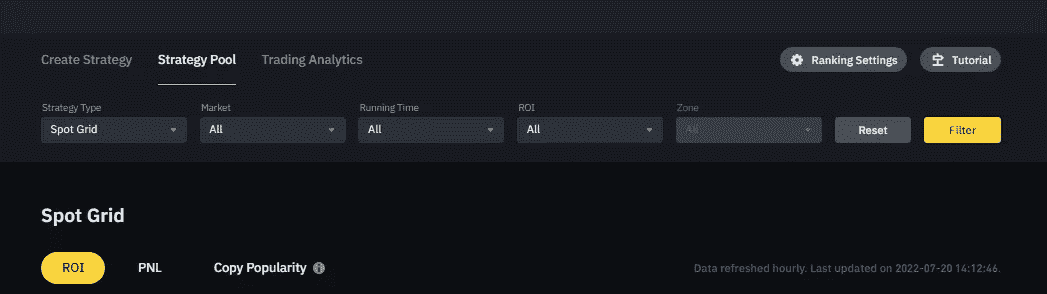 Create Strategy Strategy Pool Trading Analytics Ranking Settings Tutorial
Strategy Type Market Running Time ROI Zone
Spot Grid All All All All Reset Filter
Spot Grid
ROI PNL Copy Popularity Data refreshed hourly. Last updated on 2022-07-20 14:12:46.